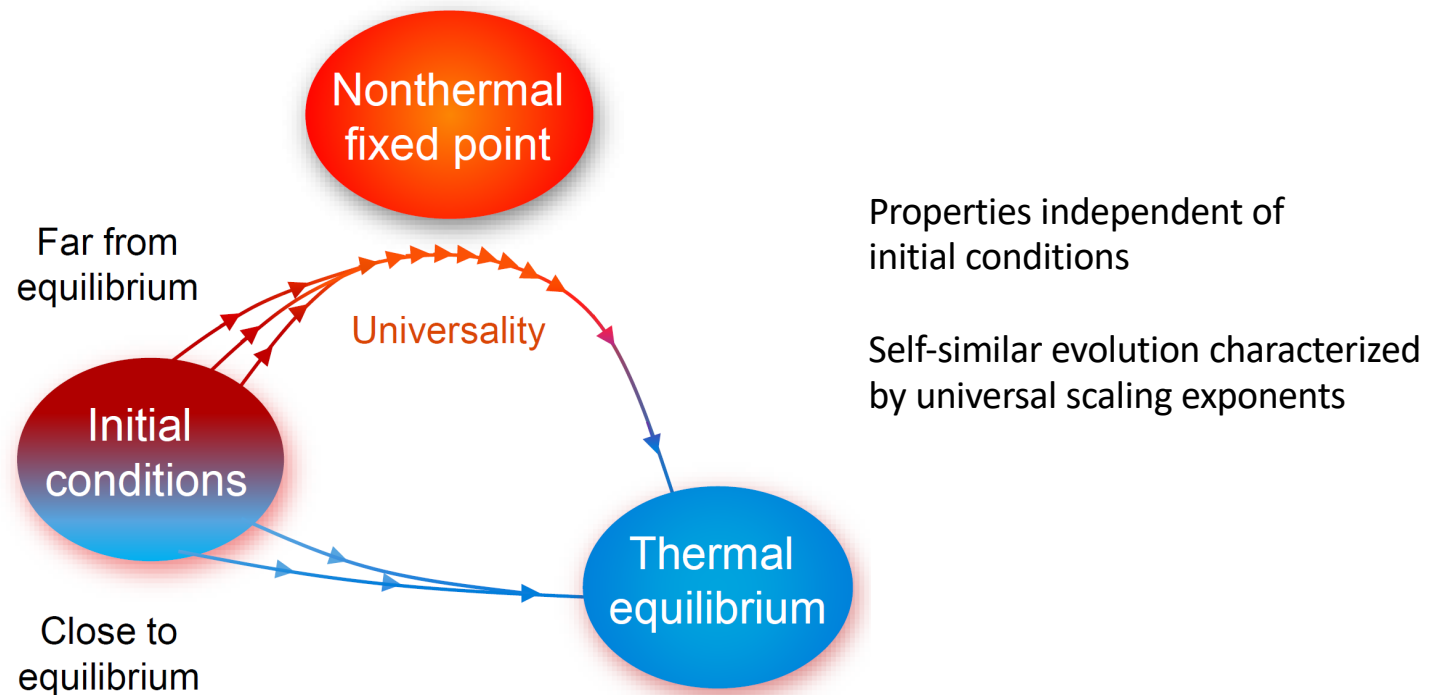 Nonthermal
fixed point
Far from
equilibrium
Universality
Initial
conditions
Thermal
equilibrium
Close to
equilibrium
Properties independent of
initial conditions
Self-similar evolution characterized
by universal scaling exponents